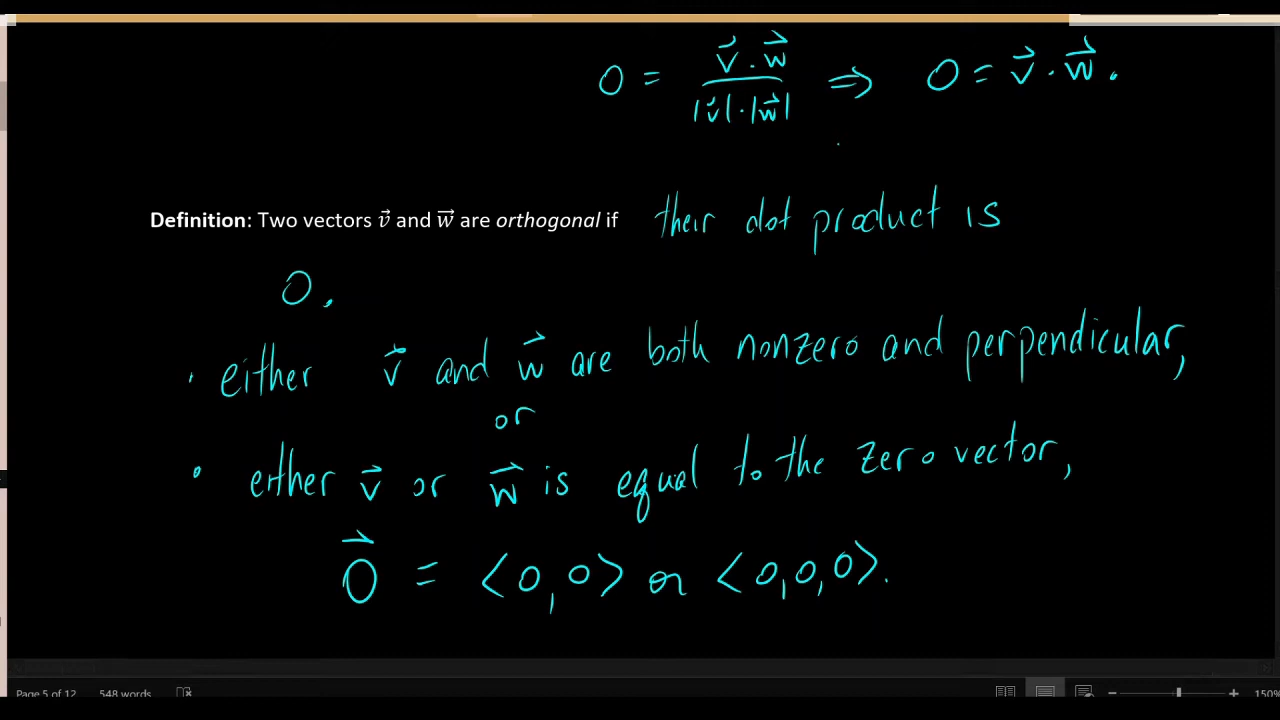 0 = v⃗ · w⃗ / |v⃗| · |w⃗| ⇒ 0 = v⃗ · w⃗ .
Definition: Two vectors v⃗ and w⃗ are orthogonal if their dot product is
0.
· either v⃗ and w⃗ are both nonzero and perpendicular,
or
• either v⃗ or w⃗ is equal to the zero vector,
0⃗ = <0,0> or <0,0,0>.
Page 5 of 12 548 words 150%